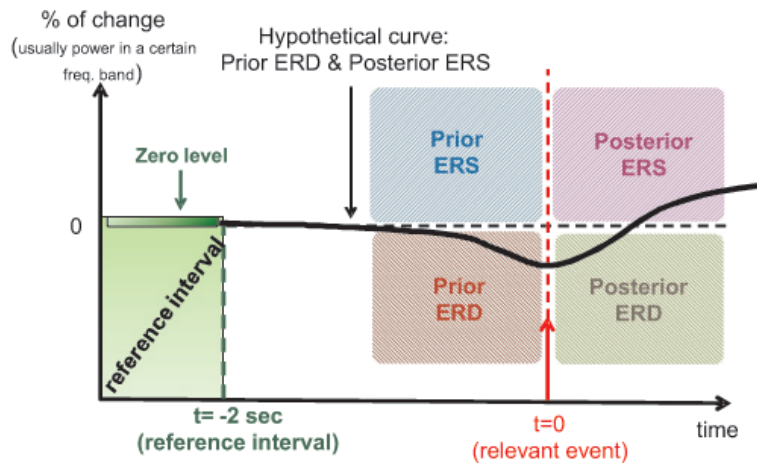 % of change
(usually power in a certain
freq. band)
Hypothetical curve:
Prior ERD & Posterior ERS
Zero level
Prior
ERS
Posterior
ERS
0
reference interval
Prior
ERD
Posterior
ERD
t= -2 sec
(reference interval)
t=0
(relevant event)
time